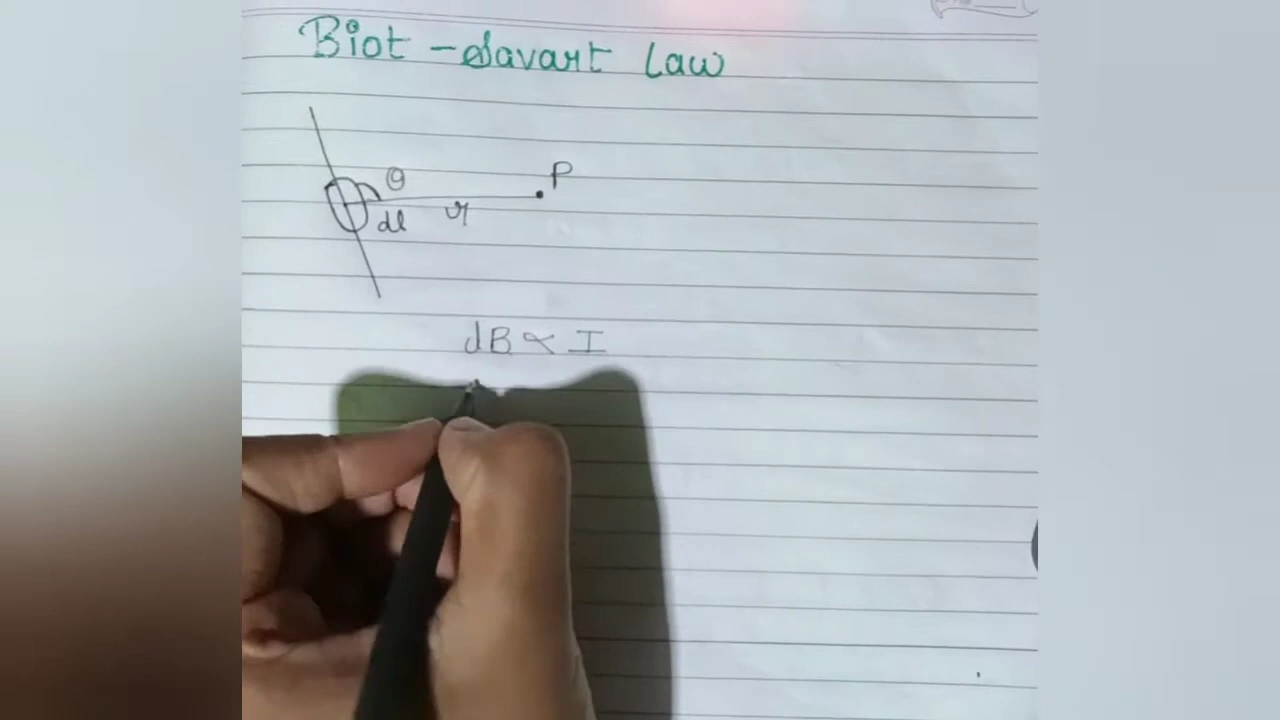 Biot - Savart Law
θ
P
dl
r
dB ∝ I